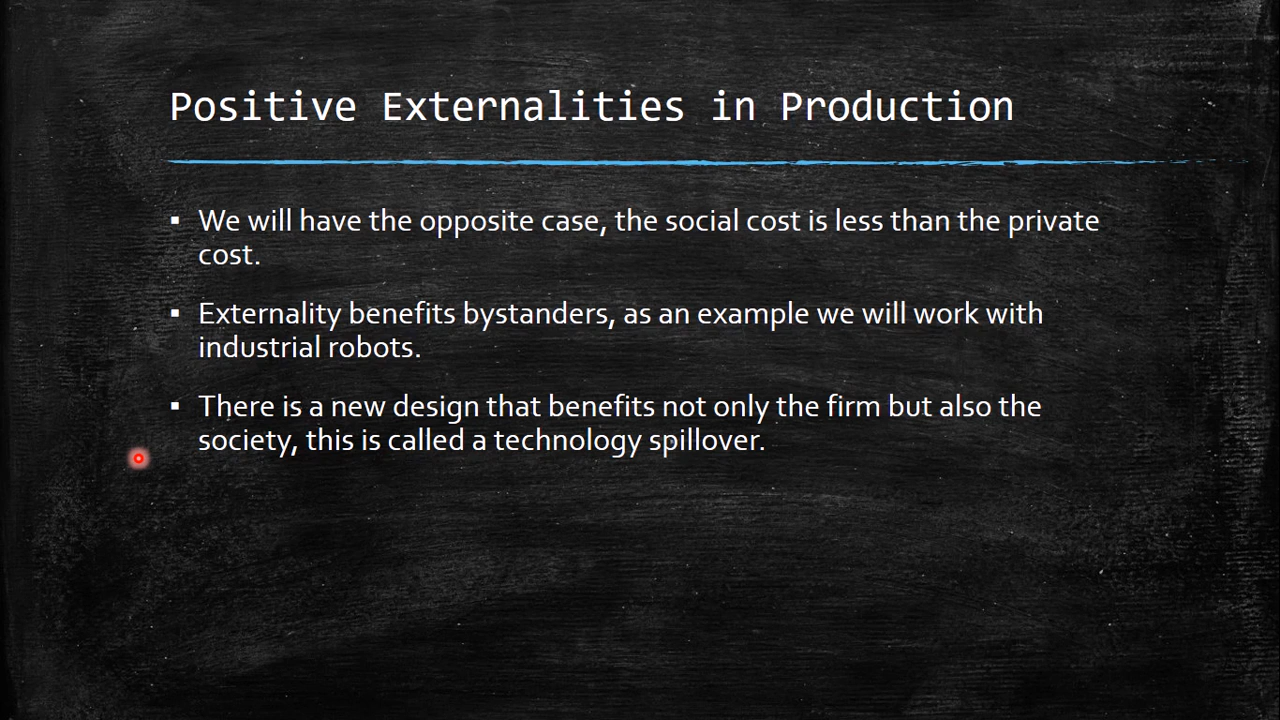 Positive Externalities in Production
▪ We will have the opposite case, the social cost is less than the private
cost.
▪ Externality benefits bystanders, as an example we will work with
industrial robots.
▪ There is a new design that benefits not only the firm but also the
society, this is called a technology spillover.